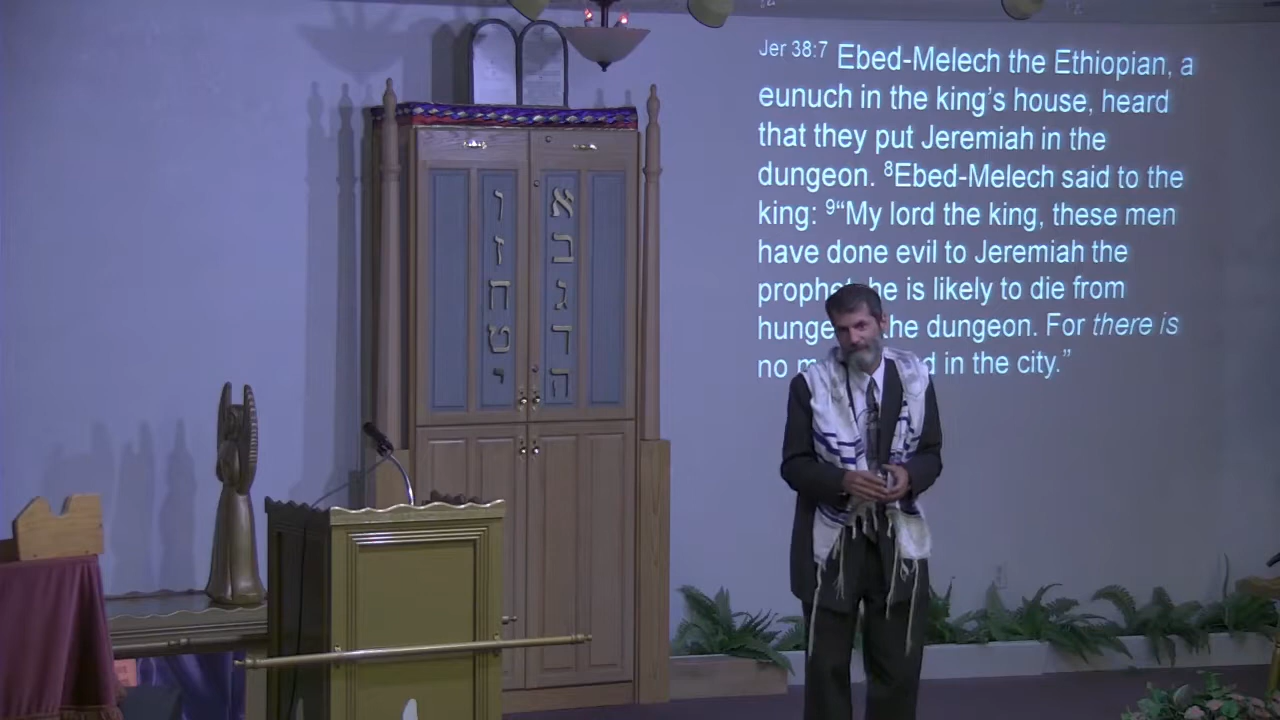 Jer 38:7 Ebed-Melech the Ethiopian, a
eunuch in the king's house, heard
that they put Jeremiah in the
dungeon. ⁸Ebed-Melech said to the
king: ⁹“My lord the king, these men
have done evil to Jeremiah the
he is likely to die from
the dungeon. For there is
no in the city.”
א
ב
ג
ד
ה
ו
ז
ח
ט
י